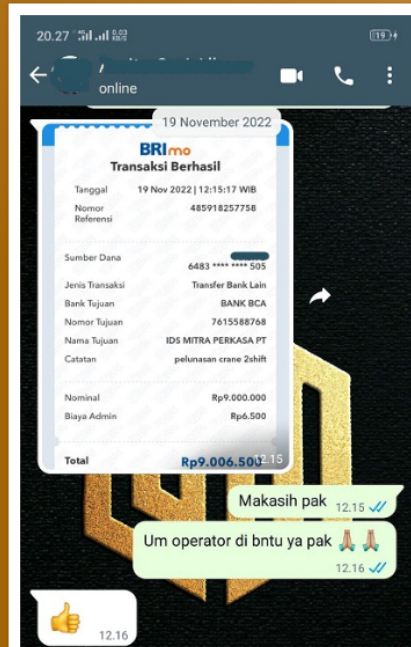 20.27
19
online
19 November 2022
BRImo
Transaksi Berhasil
Tanggal 19 Nov 2022 | 12:15:17 WIB
Nomor Referensi 485918257758
Sumber Dana
6483 **** **** 505
Jenis Transaksi Transfer Bank Lain
Bank Tujuan BANK BCA
Nomor Tujuan 7615588768
Nama Tujuan IDS MITRA PERKASA PT
Catatan pelunasan crane 2shift
Nominal Rp9.000.000
Biaya Admin Rp6.500
Total Rp9.006.500
12.15
Makasih pak 12.15
Um operator di bntu ya pak 🙏🏼 🙏🏼
12.16
👍
12.16